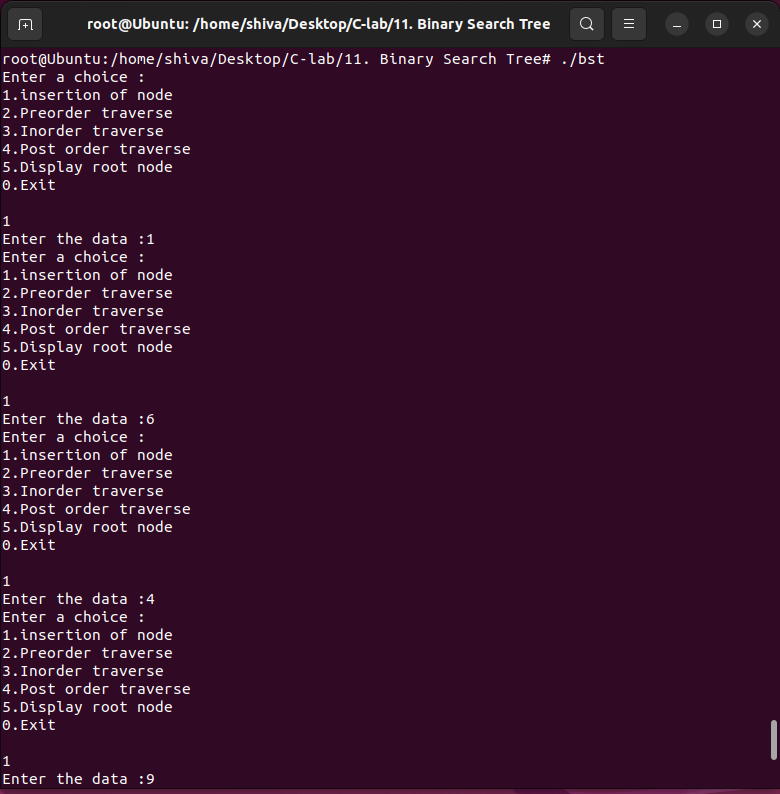 root@Ubuntu: /home/shiva/Desktop/C-lab/11. Binary Search Tree
root@Ubuntu:/home/shiva/Desktop/C-lab/11. Binary Search Tree# ./bst
Enter a choice :
1.insertion of node
2.Preorder traverse
3.Inorder traverse
4.Post order traverse
5.Display root node
0.Exit

1
Enter the data :1
Enter a choice :
1.insertion of node
2.Preorder traverse
3.Inorder traverse
4.Post order traverse
5.Display root node
0.Exit

1
Enter the data :6
Enter a choice :
1.insertion of node
2.Preorder traverse
3.Inorder traverse
4.Post order traverse
5.Display root node
0.Exit

1
Enter the data :4
Enter a choice :
1.insertion of node
2.Preorder traverse
3.Inorder traverse
4.Post order traverse
5.Display root node
0.Exit

1
Enter the data :9